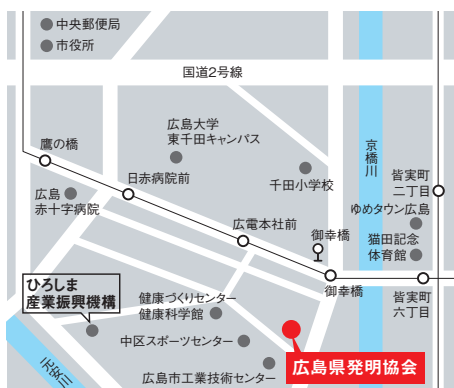 中央郵便局
市役所
国道2号線
広島大学
東千田キャンパス
鷹の橋
京橋川
千田小学校
皆実町
二丁目
日赤病院前
広島
赤十字病院
ゆめタウン広島
広電本社前
御幸橋
猫田記念
体育館
ひろしま
産業振興機構
御幸橋
皆実町
六丁目
健康づくりセンター
健康科学館
中区スポーツセンター
広島県発明協会
元安川
広島市工業技術センター